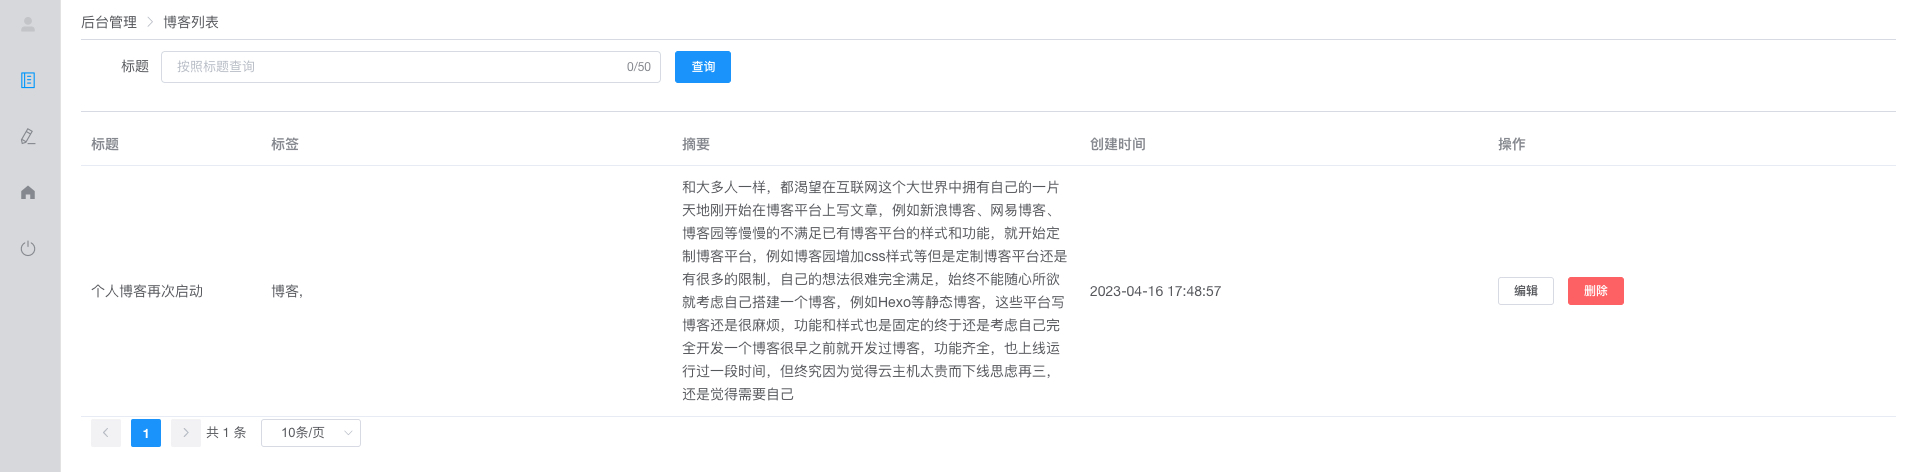 后台管理 > 博客列表
标题 按照标题查询 0/50 查询
标题 标签 摘要 创建时间 操作
和大多人一样，都渴望在互联网这个大世界中拥有自己的一片
天地刚开始在博客平台上写文章，例如新浪博客、网易博客、
博客园等慢慢的不满足已有博客平台的样式和功能，就开始定
制博客平台，例如博客园增加css样式等但是定制博客平台还是
有很多的限制，自己的想法很难完全满足，始终不能随心所欲
个人博客再次启动 博客, 就考虑自己搭建一个博客，例如Hexo等静态博客，这些平台写 2023-04-16 17:48:57 编辑 删除
博客还是很麻烦，功能和样式也是固定的终于还是考虑自己完
全开发一个博客很早之前就开发过博客，功能齐全，也上线运
行过一段时间，但终究因为觉得云主机太贵而下线思虑再三，
还是觉得需要自己
1 共 1 条 10条/页